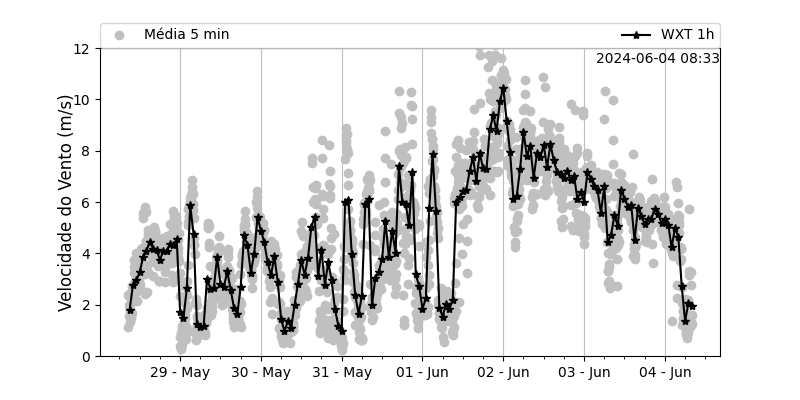 Média 5 min
WXT 1h
2024-06-04 08:33
12
10
8
6
4
2
0
Velocidade do Vento (m/s)
29 - May 30 - May 31 - May 01 - Jun 02 - Jun 03 - Jun 04 - Jun